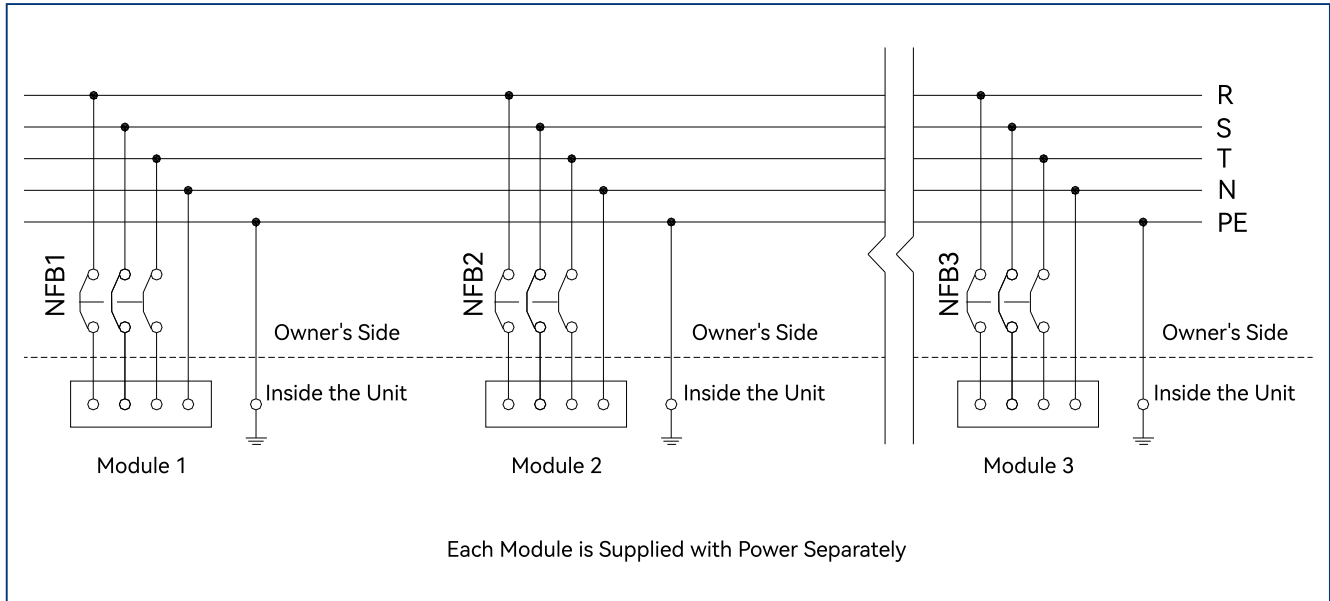 R
S
T
N
PE
NFB1
NFB2
NFB3
Owner's Side
Owner's Side
Owner's Side
Inside the Unit
Inside the Unit
Inside the Unit
Module 1
Module 2
Module 3
Each Module is Supplied with Power Separately